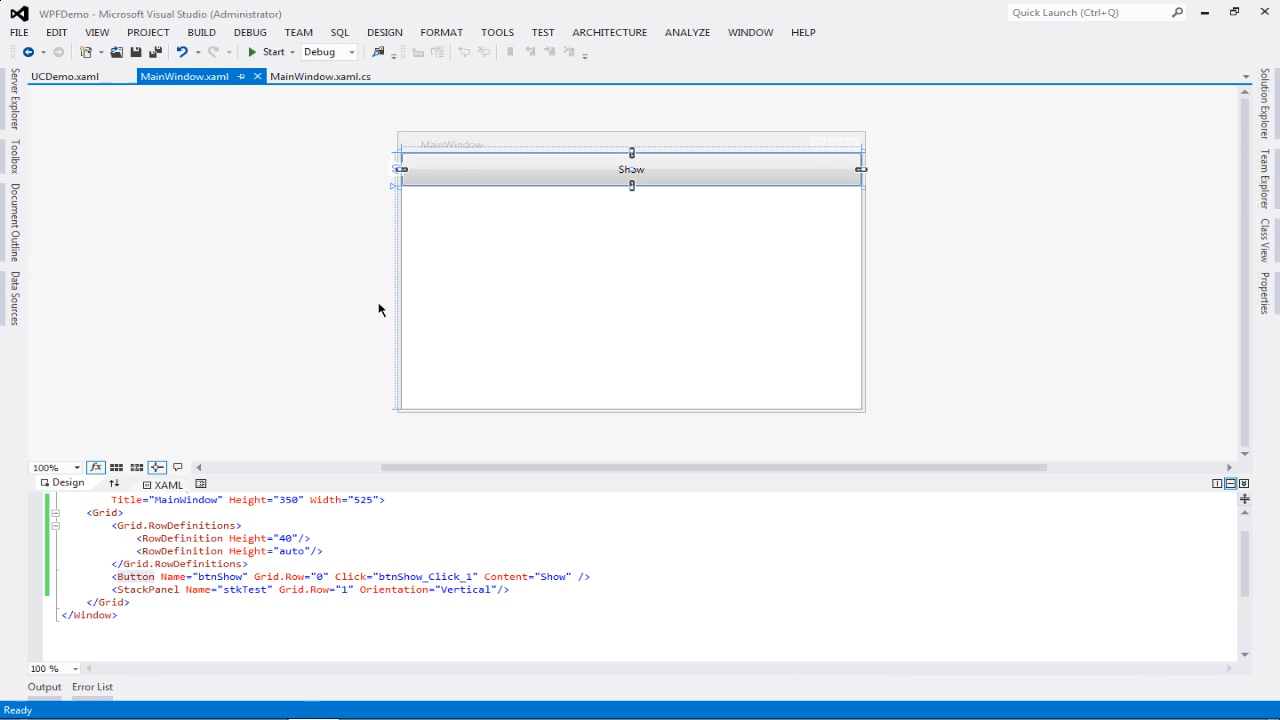 WPFDemo - Microsoft Visual Studio (Administrator)
Quick Launch (Ctrl+Q)
FILE EDIT VIEW PROJECT BUILD DEBUG TEAM SQL DESIGN FORMAT TOOLS TEST ARCHITECTURE ANALYZE WINDOW HELP
Start Debug
UCDemo.xaml MainWindow.xaml MainWindow.xaml.cs
Server Explorer
Toolbox
Document Outline
Data Sources
MainWindow
Show
Solution Explorer
Team Explorer
Class View
Properties
100% fx
Design XAML
Title="MainWindow" Height="350" Width="525">
<Grid>
<Grid.RowDefinitions>
<RowDefinition Height="40"/>
<RowDefinition Height="auto"/>
</Grid.RowDefinitions>
<Button Name="btnShow" Grid.Row="0" Click="btnShow_Click_1" Content="Show" />
<StackPanel Name="stkTest" Grid.Row="1" Orientation="Vertical"/>
</Grid>
</Window>
100 %
Output Error List
Ready